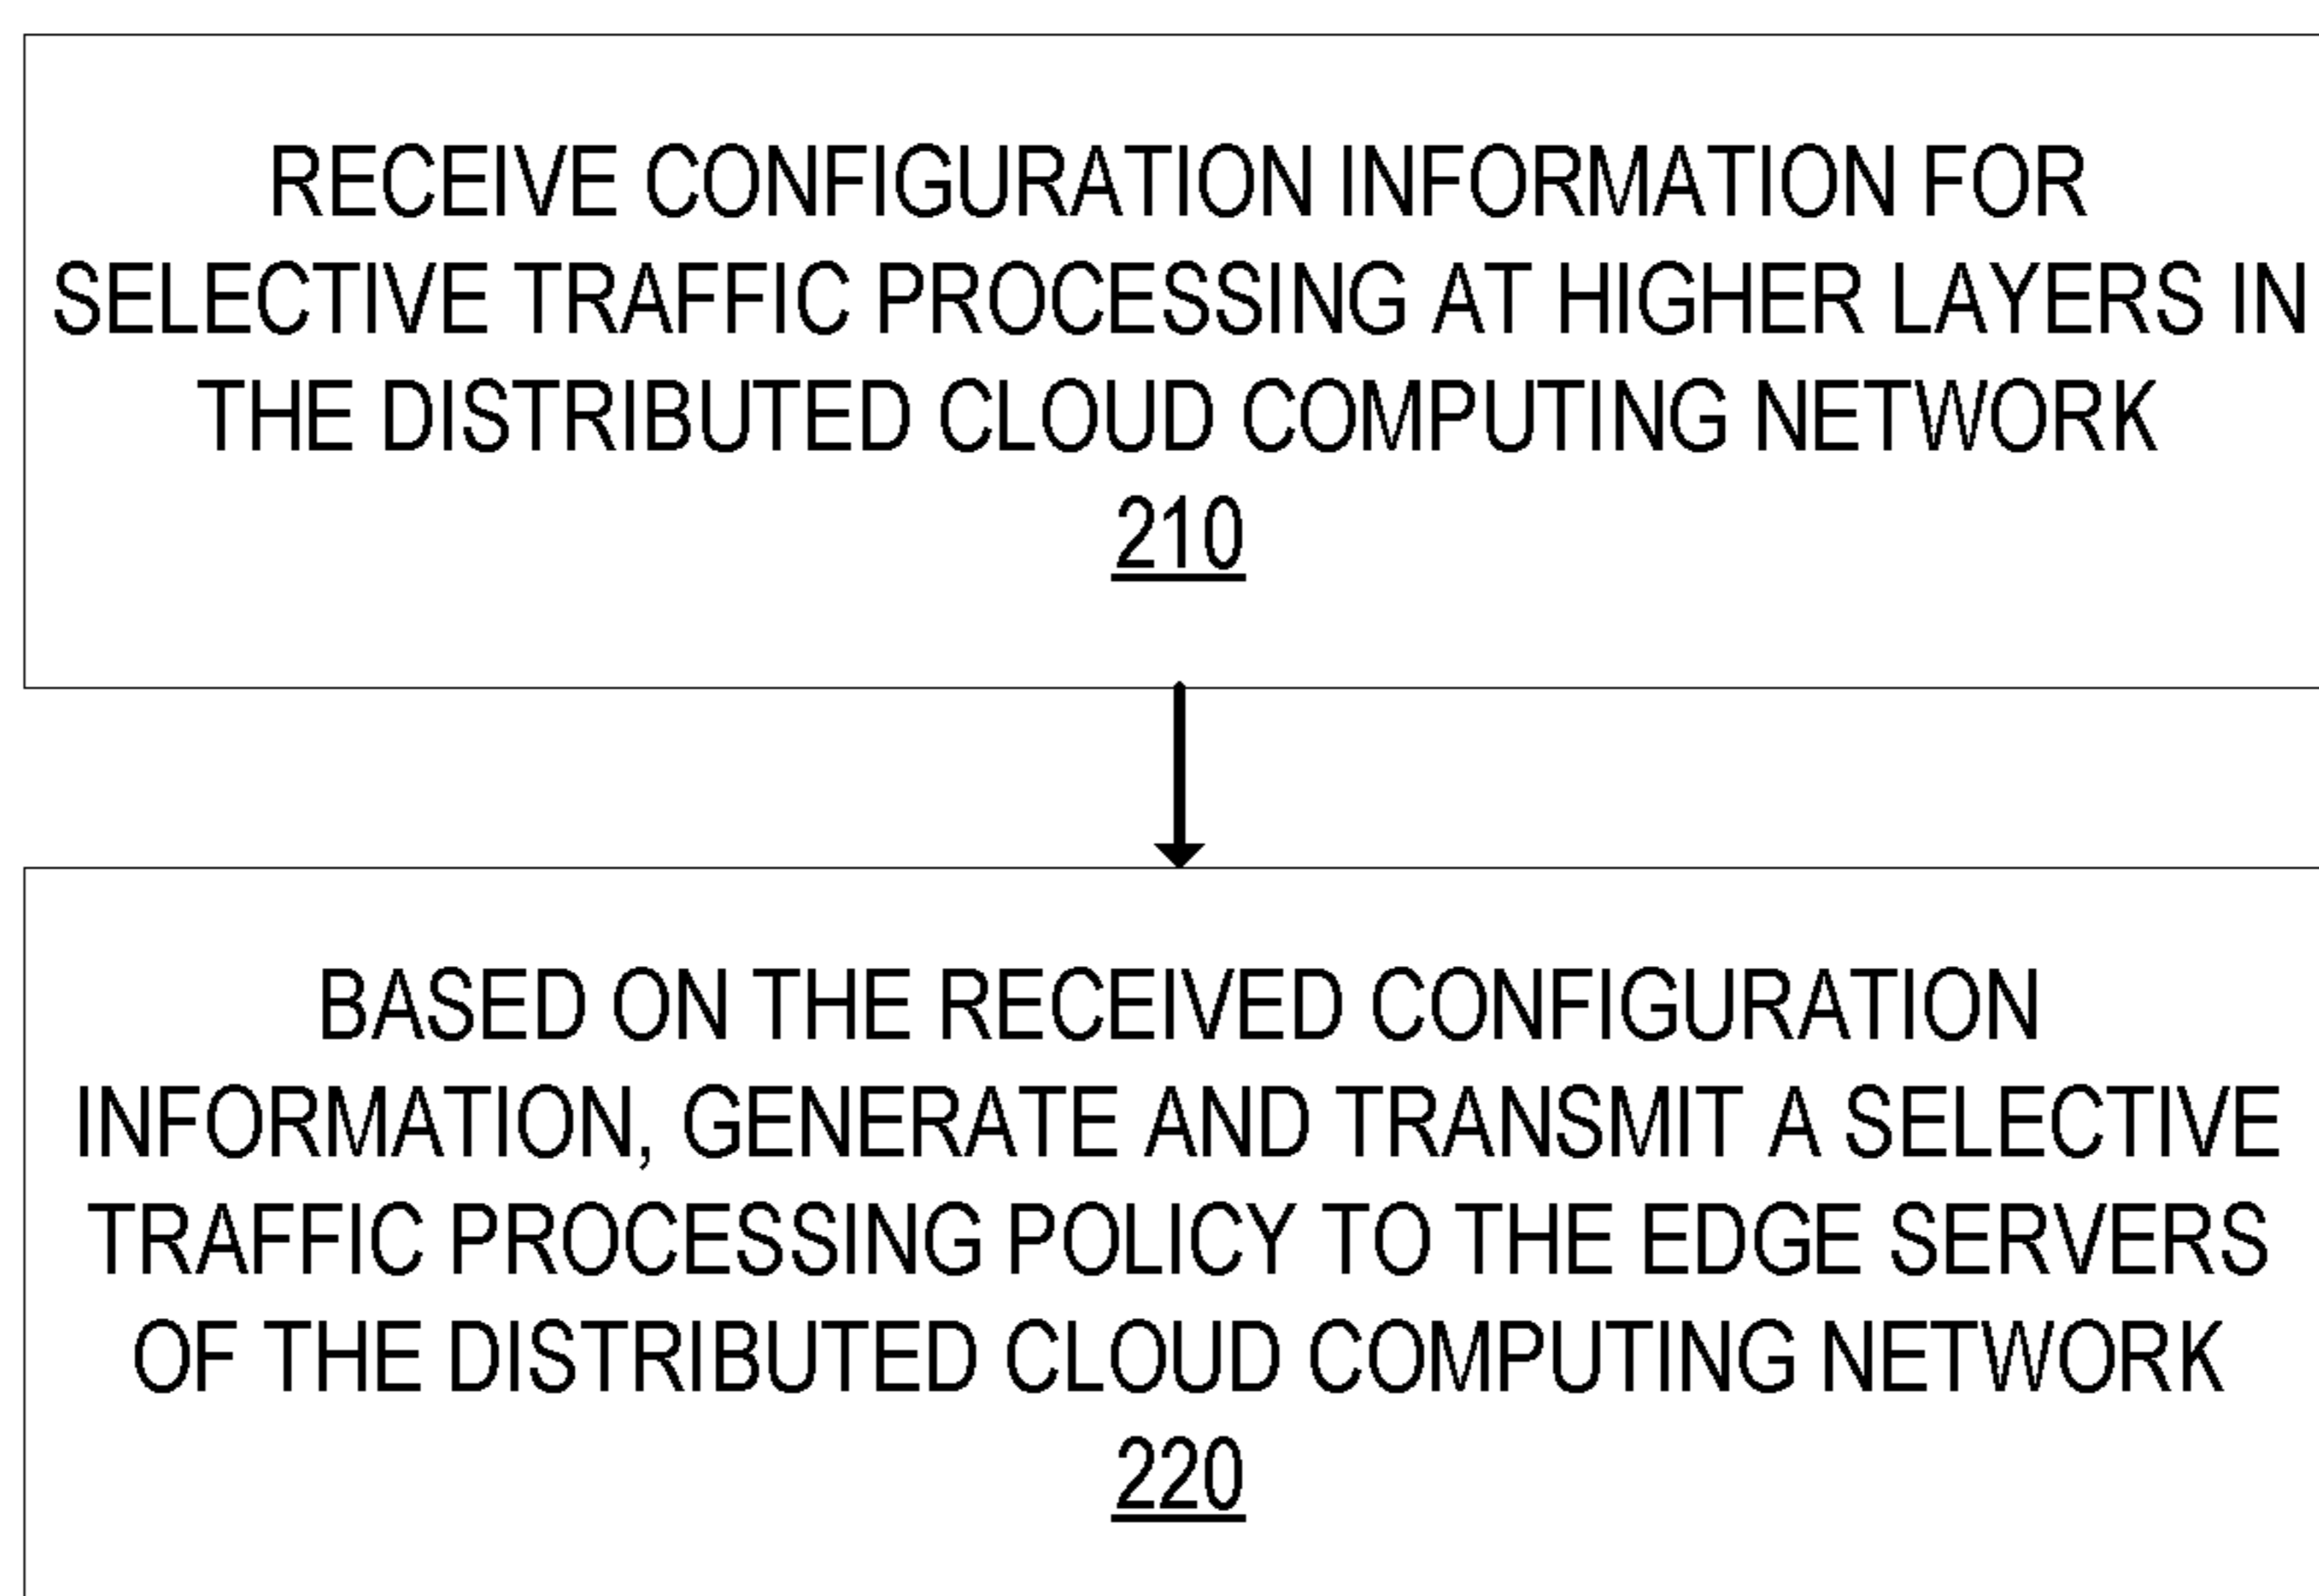 RECEIVE CONFIGURATION INFORMATION FOR
SELECTIVE TRAFFIC PROCESSING AT HIGHER LAYERS IN
THE DISTRIBUTED CLOUD COMPUTING NETWORK
210
BASED ON THE RECEIVED CONFIGURATION
INFORMATION, GENERATE AND TRANSMIT A SELECTIVE
TRAFFIC PROCESSING POLICY TO THE EDGE SERVERS
OF THE DISTRIBUTED CLOUD COMPUTING NETWORK
220